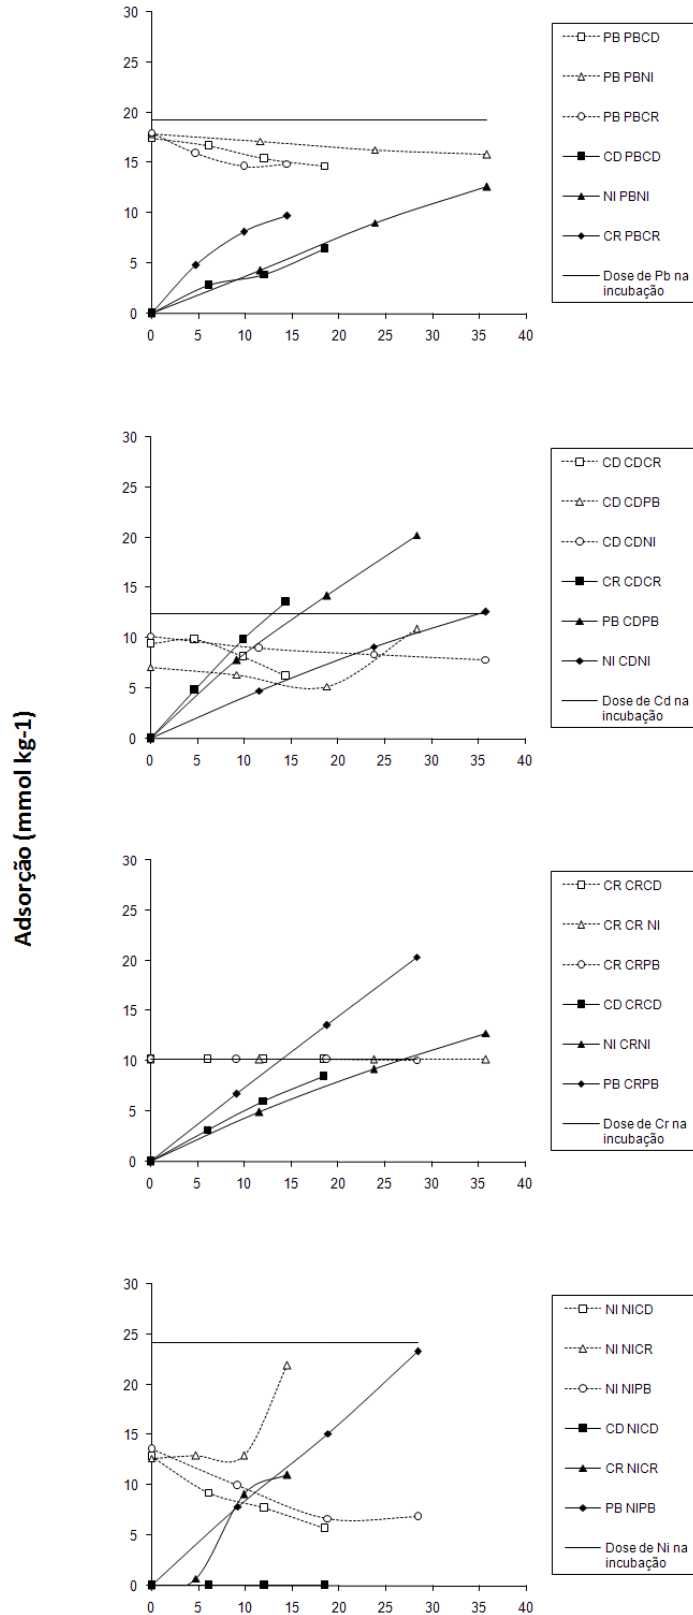 Adsorção (mmol kg-1)
30
25
20
15
10
5
0
0 5 10 15 20 25 30 35 40
PB PBCD
PB PBNI
PB PBCR
CD PBCD
NI PBNI
CR PBCR
Dose de Pb na
incubação
30
25
20
15
10
5
0
0 5 10 15 20 25 30 35 40
CD CDCR
CD CDPB
CD CDNI
CR CDCR
PB CDPB
NI CDNI
Dose de Cd na
incubação
30
25
20
15
10
5
0
0 5 10 15 20 25 30 35 40
CR CRCD
CR CR NI
CR CRPB
CD CRCD
NI CRNI
PB CRPB
Dose de Cr na
incubação
30
25
20
15
10
5
0
0 5 10 15 20 25 30 35 40
NI NICD
NI NICR
NI NIPB
CD NICD
CR NICR
PB NIPB
Dose de Ni na
incubação